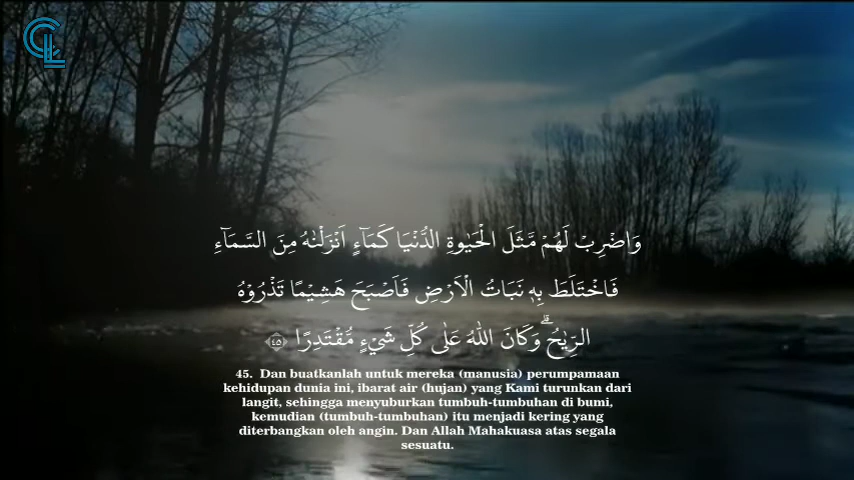 وَاضْرِبْ لَهُمْ مَّثَلَ الْحَيٰوةِ الدُّنْيَا كَمَاۤءٍ اَنْزَلْنٰهُ مِنَ السَّمَاۤءِ
فَاخْتَلَطَ بِهٖ نَبَاتُ الْاَرْضِ فَاَصْبَحَ هَشِيْمًا تَذْرُوْهُ
الرِّيٰحُ ۗوَكَانَ اللّٰهُ عَلٰى كُلِّ شَيْءٍ مُّقْتَدِرًا ٤٥
45. Dan buatkanlah untuk mereka (manusia) perumpamaan
kehidupan dunia ini, ibarat air (hujan) yang Kami turunkan dari
langit, sehingga menyuburkan tumbuh-tumbuhan di bumi,
kemudian (tumbuh-tumbuhan) itu menjadi kering yang
diterbangkan oleh angin. Dan Allah Mahakuasa atas segala
sesuatu.